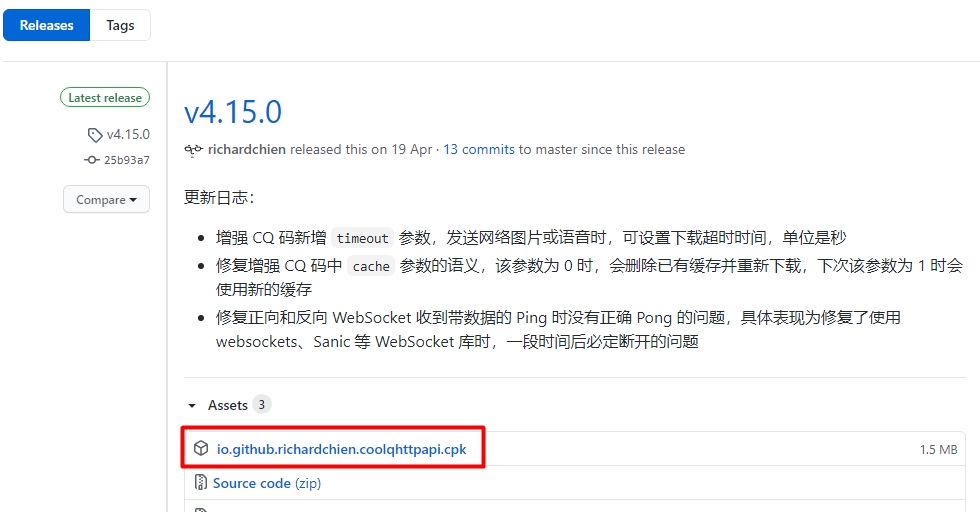 Releases Tags
Latest release
v4.15.0
25b93a7
Compare
v4.15.0
richardchien released this on 19 Apr · 13 commits to master since this release
更新日志：
增强 CQ 码新增 timeout 参数，发送网络图片或语音时，可设置下载超时时间，单位是秒
修复增强 CQ 码中 cache 参数的语义，该参数为 0 时，会删除已有缓存并重新下载，下次该参数为 1 时会
使用新的缓存
修复正向和反向 WebSocket 收到带数据的 Ping 时没有正确 Pong 的问题，具体表现为修复了使用
websockets、Sanic 等 WebSocket 库时，一段时间后必定断开的问题
Assets 3
io.github.richardchien.coolqhttpapi.cpk 1.5 MB
Source code (zip)